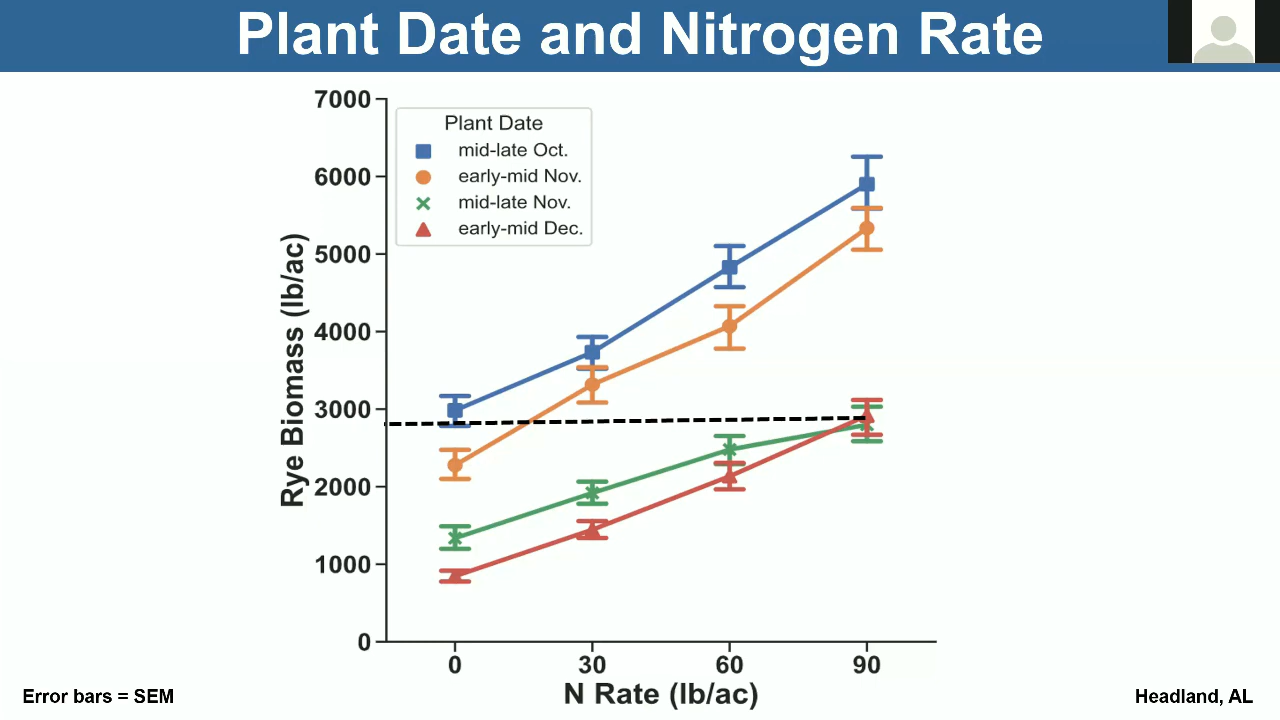 Plant Date and Nitrogen Rate
7000
6000
5000
4000
3000
2000
1000
0
Rye Biomass (lb/ac)
Plant Date
mid-late Oct.
early-mid Nov.
mid-late Nov.
early-mid Dec.
0 30 60 90
N Rate (lb/ac)
Error bars = SEM
Headland, AL